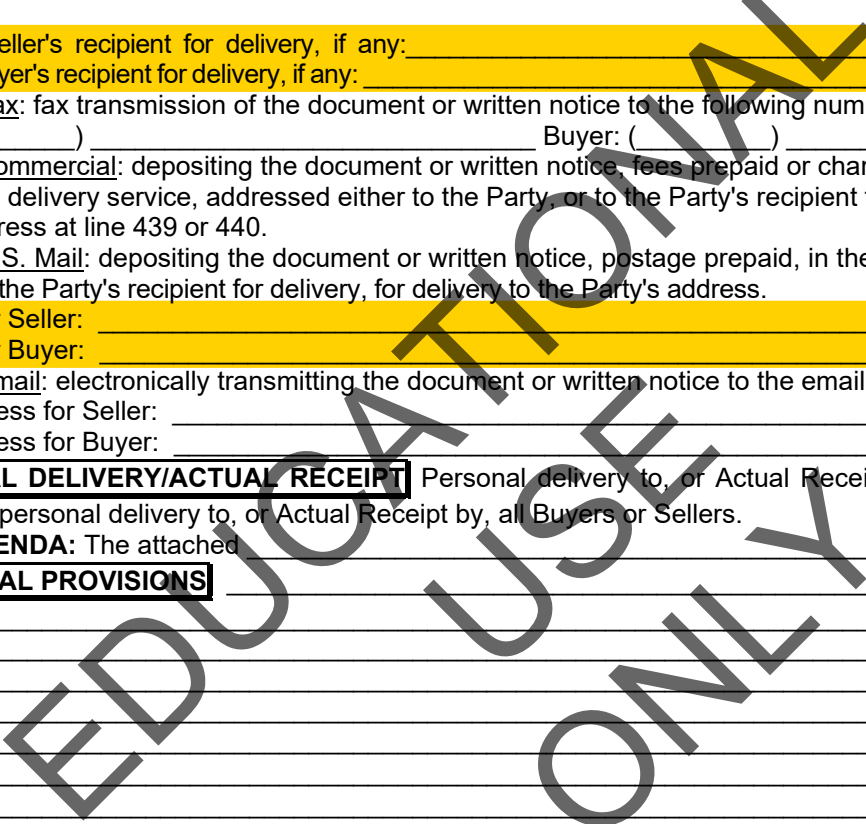 eller's recipient for delivery, if any:
yer's recipient for delivery, if any:
ax: fax transmission of the document or written notice to the following num
) Buyer: ( )
ommercial: depositing the document or written notice, fees prepaid or char
delivery service, addressed either to the Party, or to the Party's recipient
ress at line 439 or 440.
.S. Mail: depositing the document or written notice, postage prepaid, in the
the Party's recipient for delivery, for delivery to the Party's address.
Seller:
Buyer:
mail: electronically transmitting the document or written notice to the email
ess for Seller:
ess for Buyer:
AL DELIVERY/ACTUAL RECEIPT Personal delivery to, or Actual Recei
personal delivery to, or Actual Receipt by, all Buyers or Sellers.
ENDA: The attached
AL PROVISIONS
EDUCATIONAL
USE
ONLY